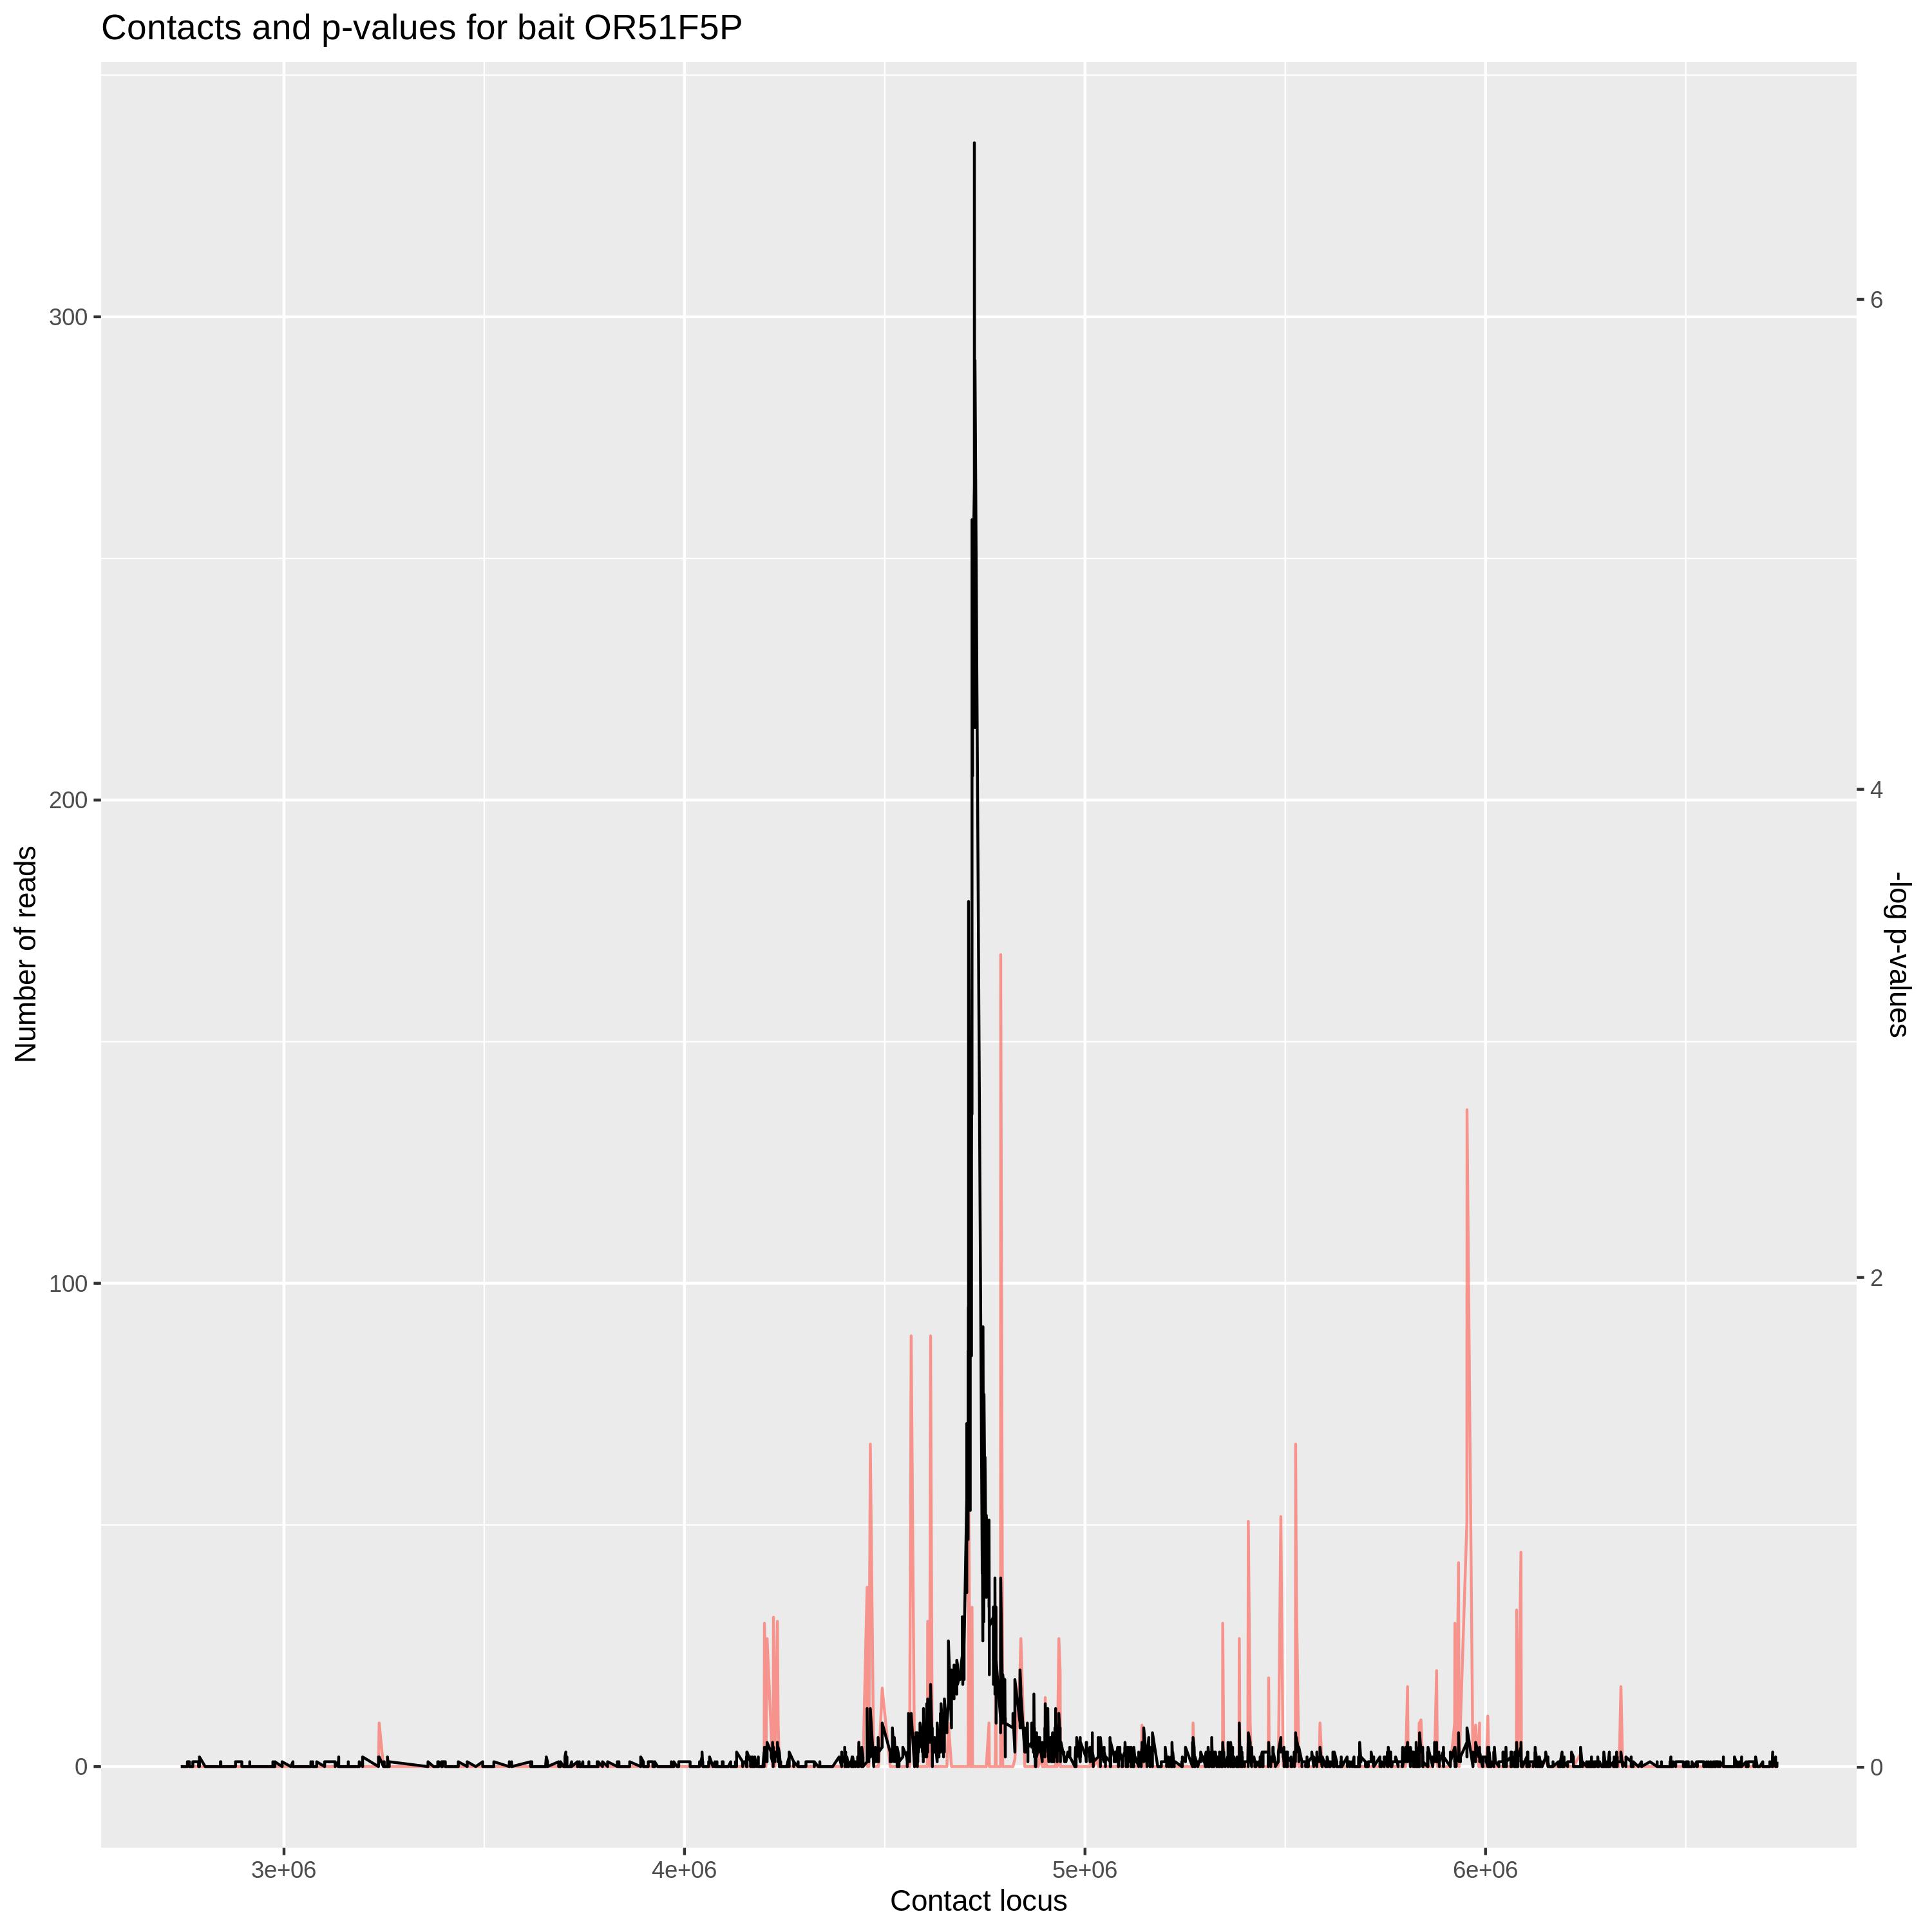 Contacts and p-values for bait OR51F5P
300
200
100
0
6
4
2
0
Number of reads
-log p-values
3e+06
4e+06
5e+06
6e+06
Contact locus